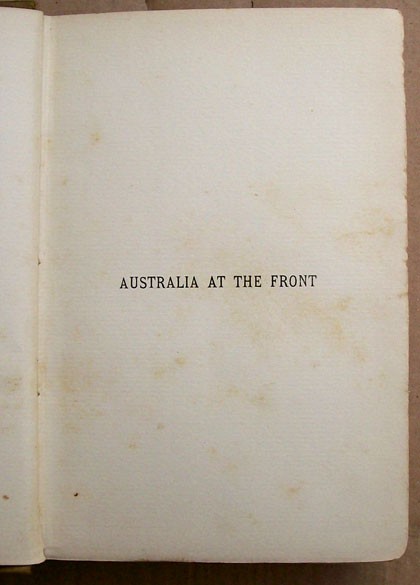 AUSTRALIA AT THE FRONT